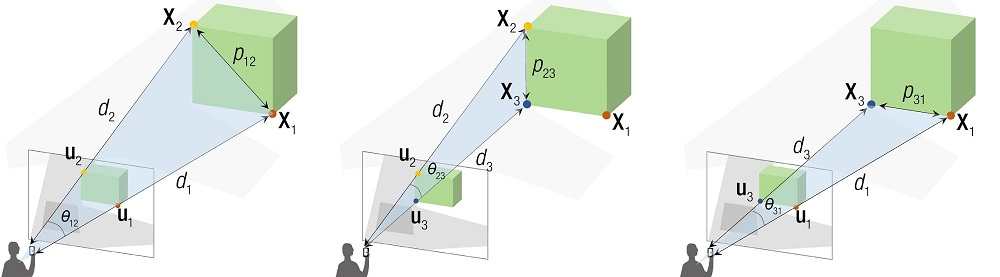 X₂
p₁₂
d₂
X₁
u₂
d₁
u₁
θ₁₂
X₂
p₂₃
X₃
d₂
X₁
u₂
θ₂₃
d₃
u₃
X₃
p₃₁
X₁
d₃
d₁
u₃
θ₃₁
u₁